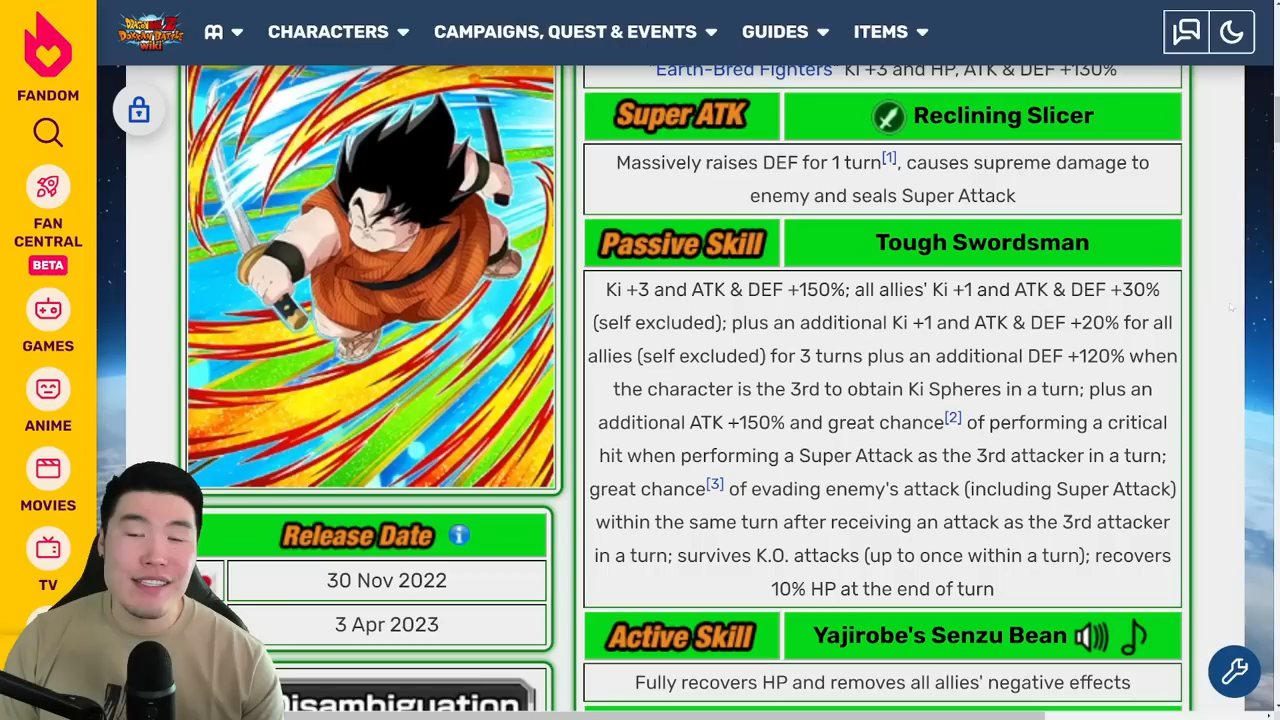 FANDOM
FAN
CENTRAL
BETA
GAMES
ANIME
MOVIES
TV
DRAGON BALL Z
DOKKAN BATTLE
WIKI
CHARACTERS
CAMPAIGNS, QUEST & EVENTS
GUIDES
ITEMS
"Earth-Bred Fighters" Ki +3 and HP, ATK & DEF +130%
Super ATK
Reclining Slicer
Massively raises DEF for 1 turn[1], causes supreme damage to
enemy and seals Super Attack
Passive Skill
Tough Swordsman
Ki +3 and ATK & DEF +150%; all allies' Ki +1 and ATK & DEF +30%
(self excluded); plus an additional Ki +1 and ATK & DEF +20% for all
allies (self excluded) for 3 turns plus an additional DEF +120% when
the character is the 3rd to obtain Ki Spheres in a turn; plus an
additional ATK +150% and great chance[2] of performing a critical
hit when performing a Super Attack as the 3rd attacker in a turn;
great chance[3] of evading enemy's attack (including Super Attack)
within the same turn after receiving an attack as the 3rd attacker
in a turn; survives K.O. attacks (up to once within a turn); recovers
10% HP at the end of turn
Active Skill
Yajirobe's Senzu Bean
Fully recovers HP and removes all allies' negative effects
Release Date
30 Nov 2022
3 Apr 2023
Disambiguation